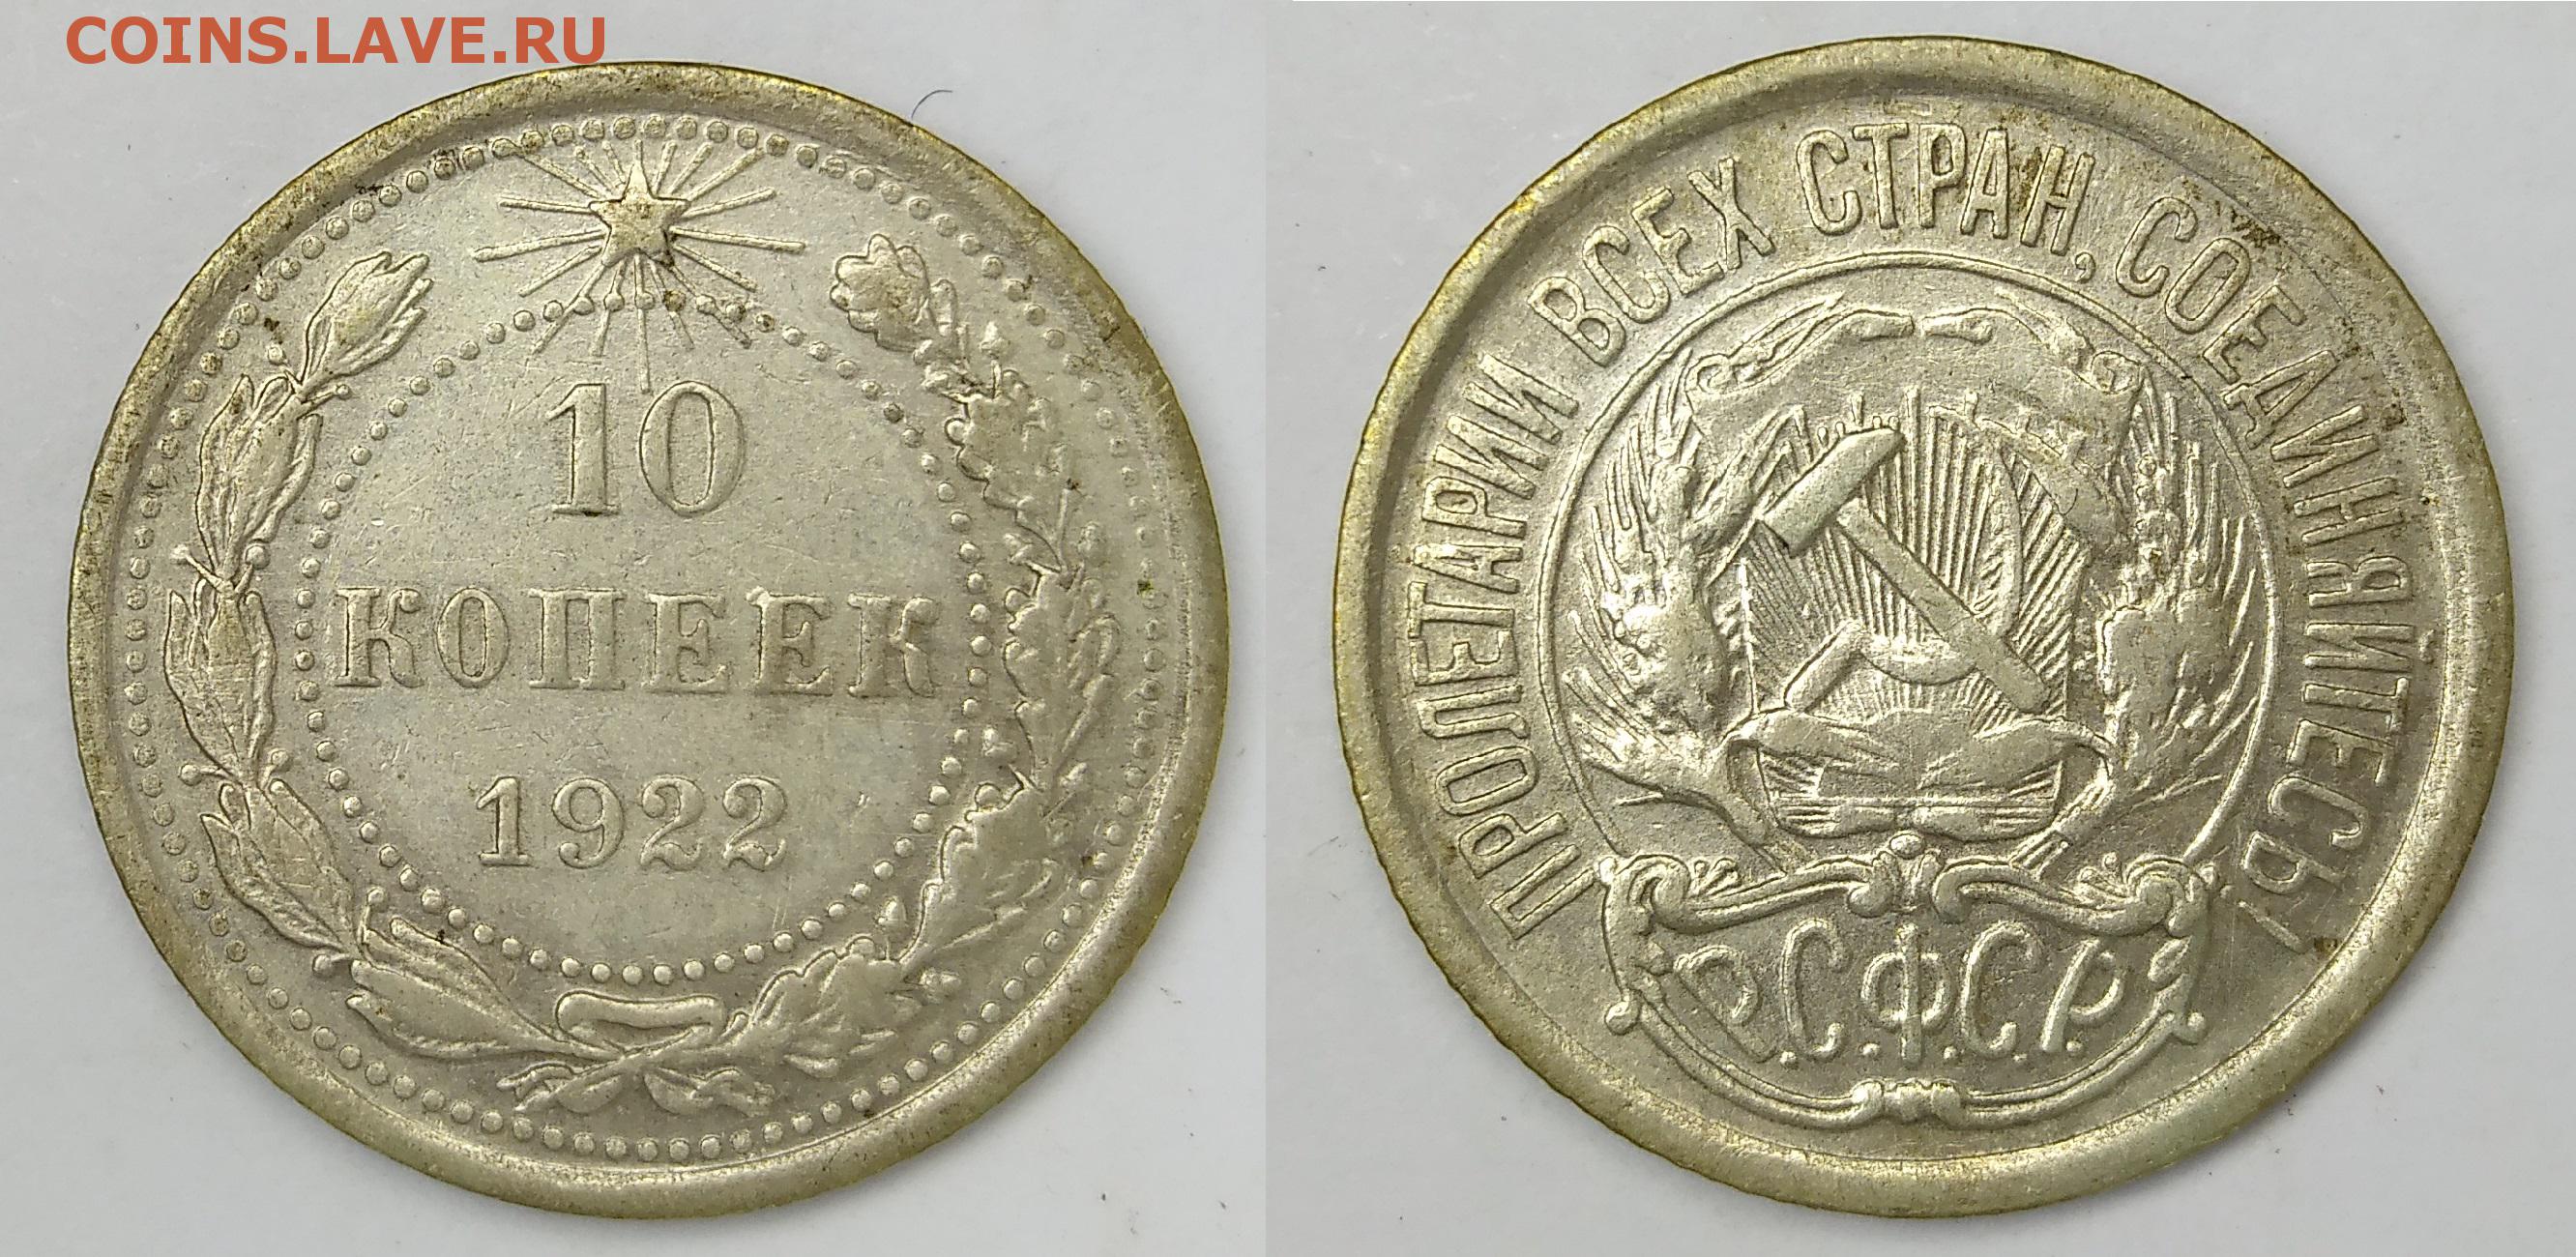 COINS.LAVE.RU
10
КОПЕЕК
1922
ПРОЛЕТАРИИ ВСЕХ СТРАН, СОЕДИНЯЙТЕСЬ!
Р.С.Ф.С.Р.